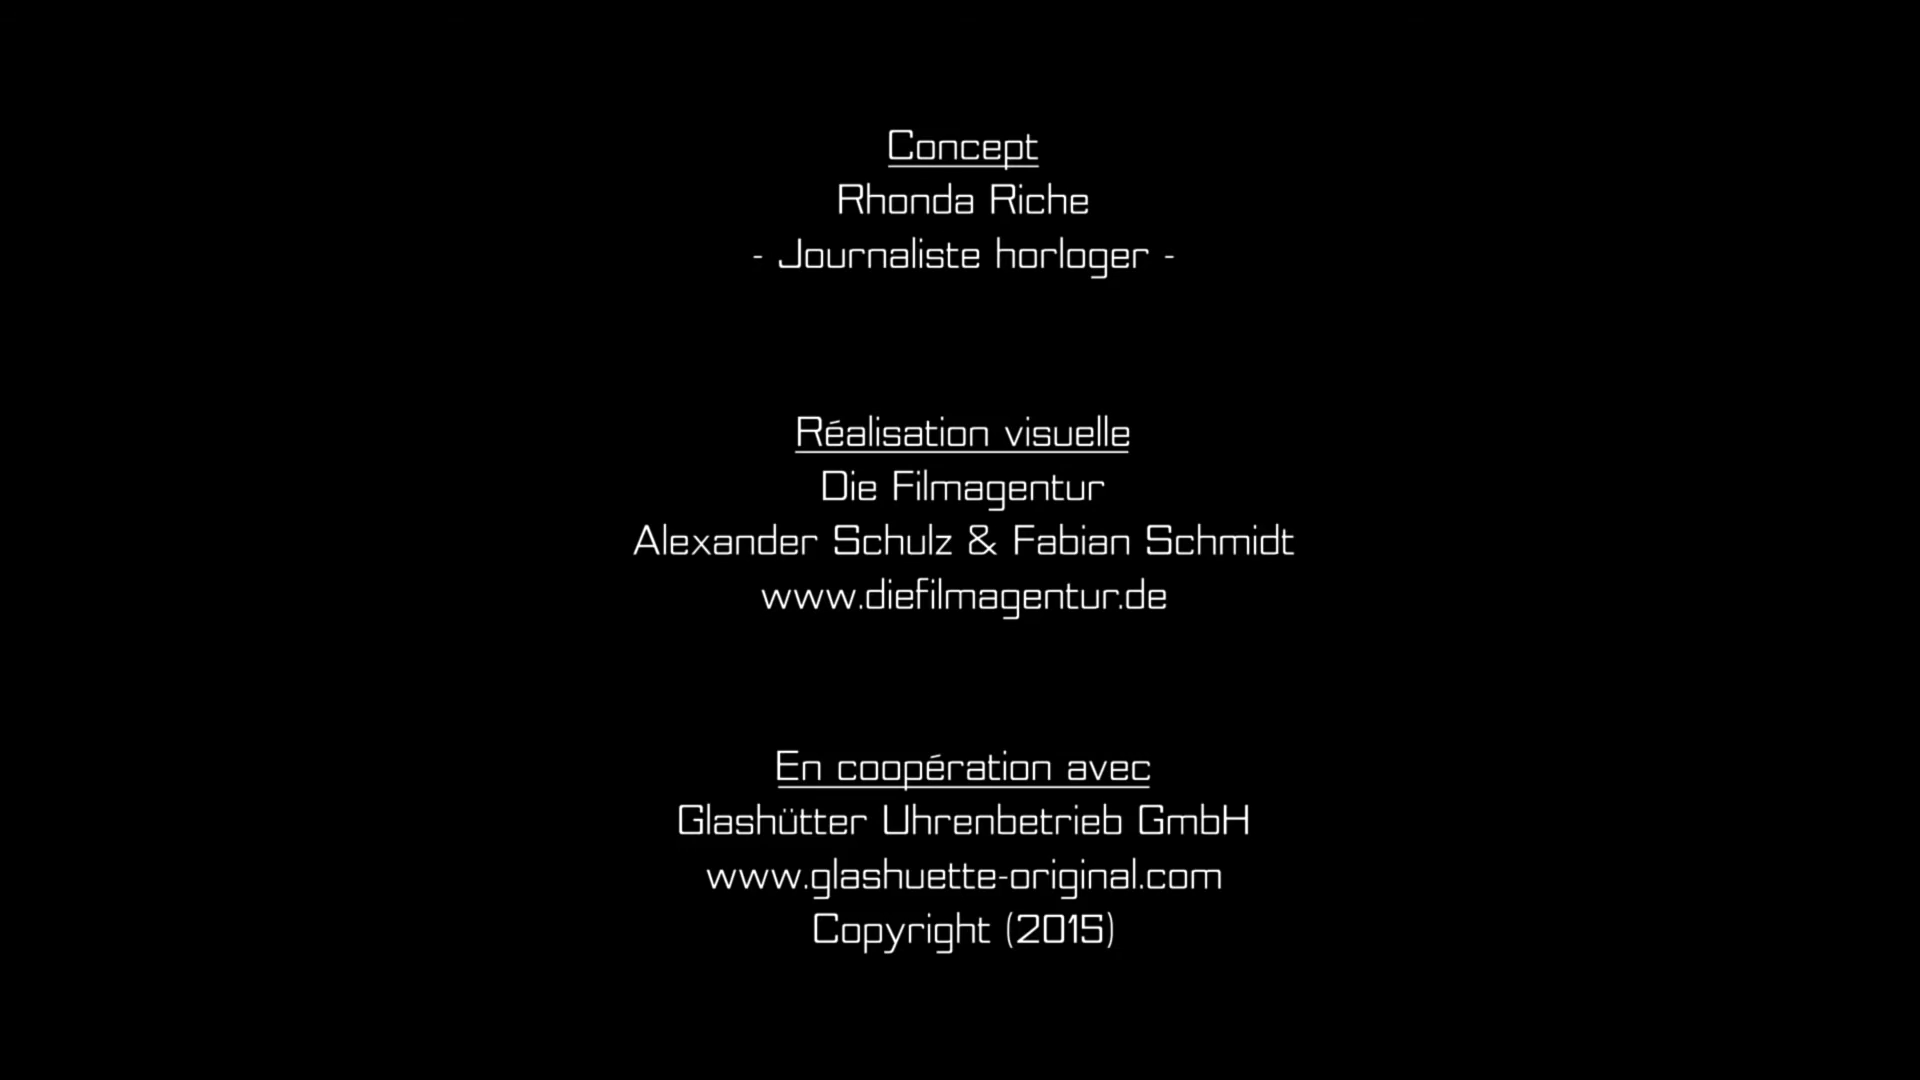 Concept
Rhonda Riche
- Journaliste horloger -
Réalisation visuelle
Die Filmagentur
Alexander Schulz & Fabian Schmidt
www.diefilmagentur.de
En coopération avec
Glashütter Uhrenbetrieb GmbH
www.glashuette-original.com
Copyright (2015)